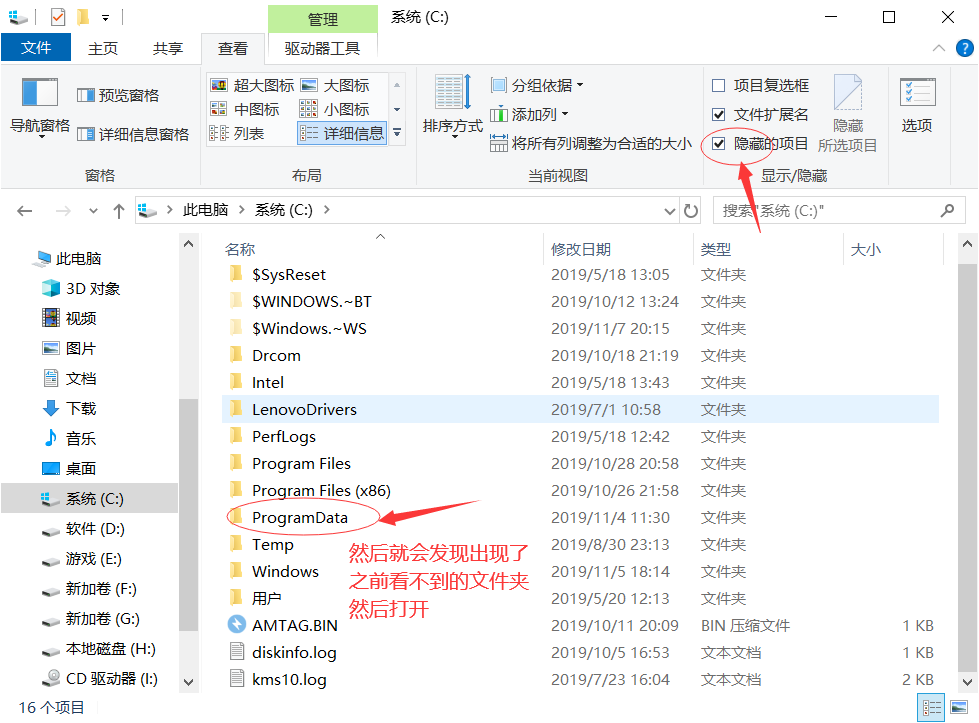 管理
系统 (C:)
文件
主页
共享
查看
驱动器工具
导航窗格
预览窗格
详细信息窗格
窗格
超大图标
大图标
中图标
小图标
列表
详细信息
布局
排序方式
分组依据
添加列
将所有列调整为合适的大小
当前视图
项目复选框
文件扩展名
隐藏的项目
隐藏
所选项目
显示/隐藏
选项
此电脑
系统 (C:)
搜索"系统 (C:)"
此电脑
3D 对象
视频
图片
文档
下载
音乐
桌面
系统 (C:)
软件 (D:)
游戏 (E:)
新加卷 (F:)
新加卷 (G:)
本地磁盘 (H:)
CD 驱动器 (I:)
名称 修改日期 类型 大小
$SysReset 2019/5/18 13:05 文件夹
$WINDOWS.~BT 2019/10/12 13:24 文件夹
$Windows.~WS 2019/11/7 20:15 文件夹
Drcom 2019/10/18 21:19 文件夹
Intel 2019/5/18 13:43 文件夹
LenovoDrivers 2019/7/1 10:58 文件夹
PerfLogs 2019/5/18 12:42 文件夹
Program Files 2019/10/28 20:58 文件夹
Program Files (x86) 2019/10/26 21:58 文件夹
ProgramData 2019/11/4 11:30 文件夹
Temp 2019/8/30 23:13 文件夹
Windows 2019/11/5 18:14 文件夹
用户 2019/5/20 12:13 文件夹
AMTAG.BIN 2019/10/11 20:09 BIN 压缩文件 1 KB
diskinfo.log 2019/10/5 16:53 文本文档 1 KB
kms10.log 2019/7/23 16:04 文本文档 2 KB
然后就会发现出现了
之前看不到的文件夹
然后打开
16 个项目